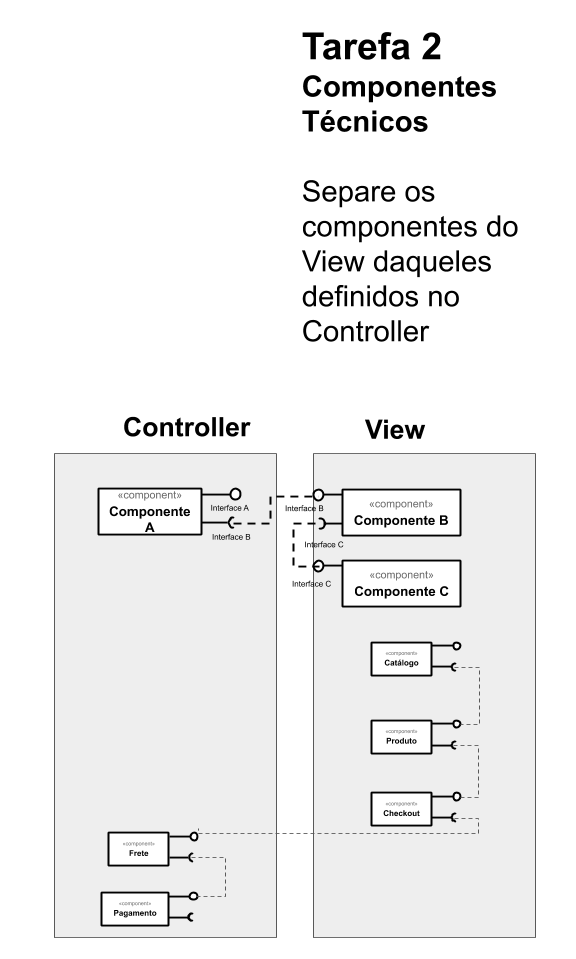 Tarefa 2
Componentes
Técnicos
Separe os
componentes do
View daqueles
definidos no
Controller
Controller
View
«component»
Componente
A
Interface A
Interface B
Interface B
«component»
Componente B
Interface C
«component»
Componente C
Interface C
«component»
Catálogo
«component»
Produto
«component»
Checkout
«component»
Frete
«component»
Pagamento